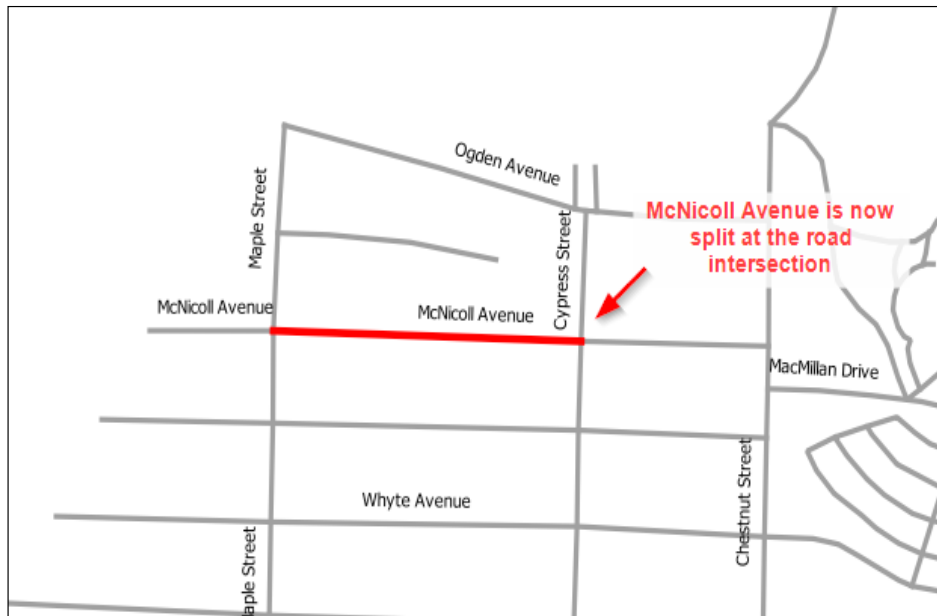 Ogden Avenue
Maple Street
McNicoll Avenue is now
split at the road
intersection
Cypress Street
McNicoll Avenue
McNicoll Avenue
MacMillan Drive
Chestnut Street
Whyte Avenue
aple Street